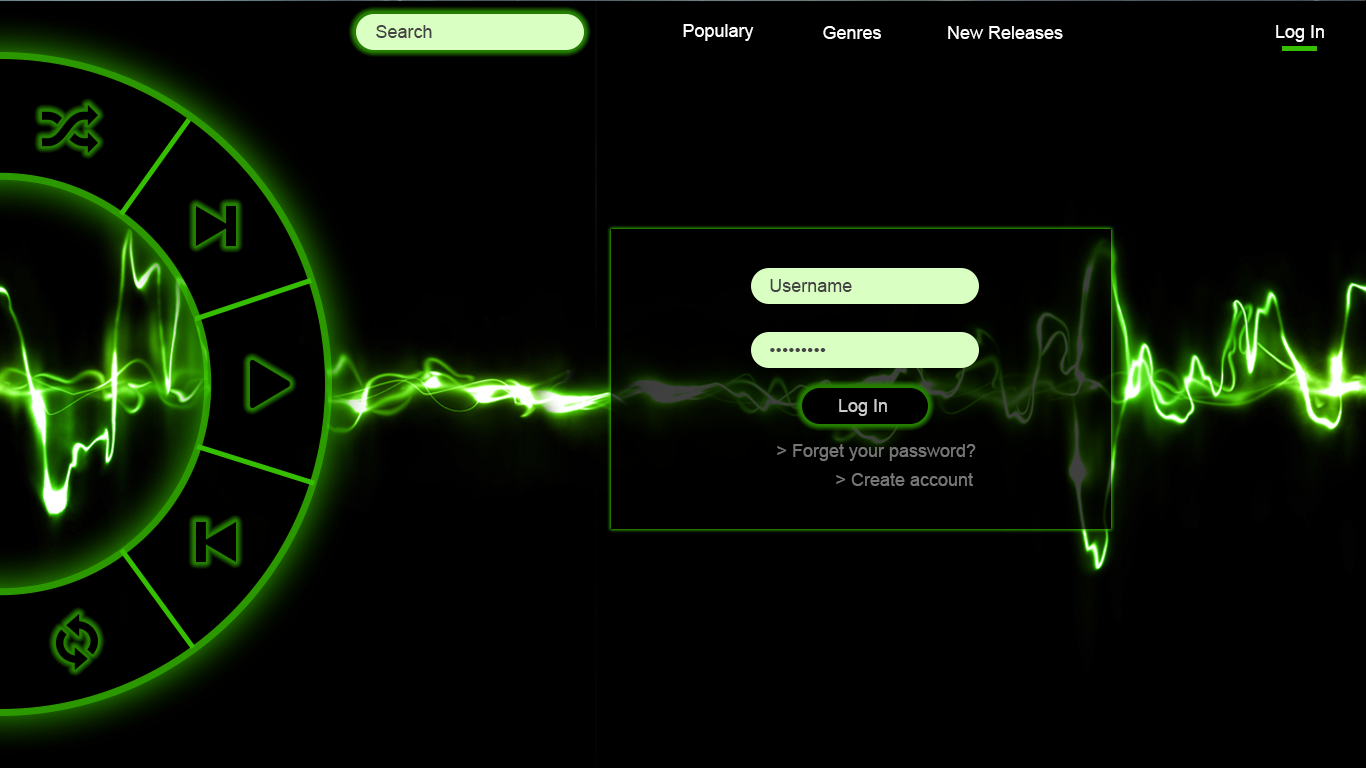 Search
Populary
Genres
New Releases
Log In
Username
•••••••••
Log In
> Forget your password?
> Create account